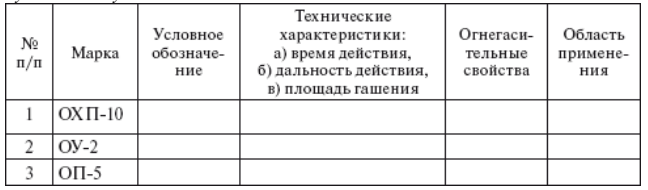 №
п/п
Марка
Условное
обозначе-
ние
Технические
характеристики:
а) время действия,
б) дальность действия,
в) площадь гашения
Огнегаси-
тельные
свойства
Область
примене-
ния
1 ОХП-10
2 ОУ-2
3 ОП-5